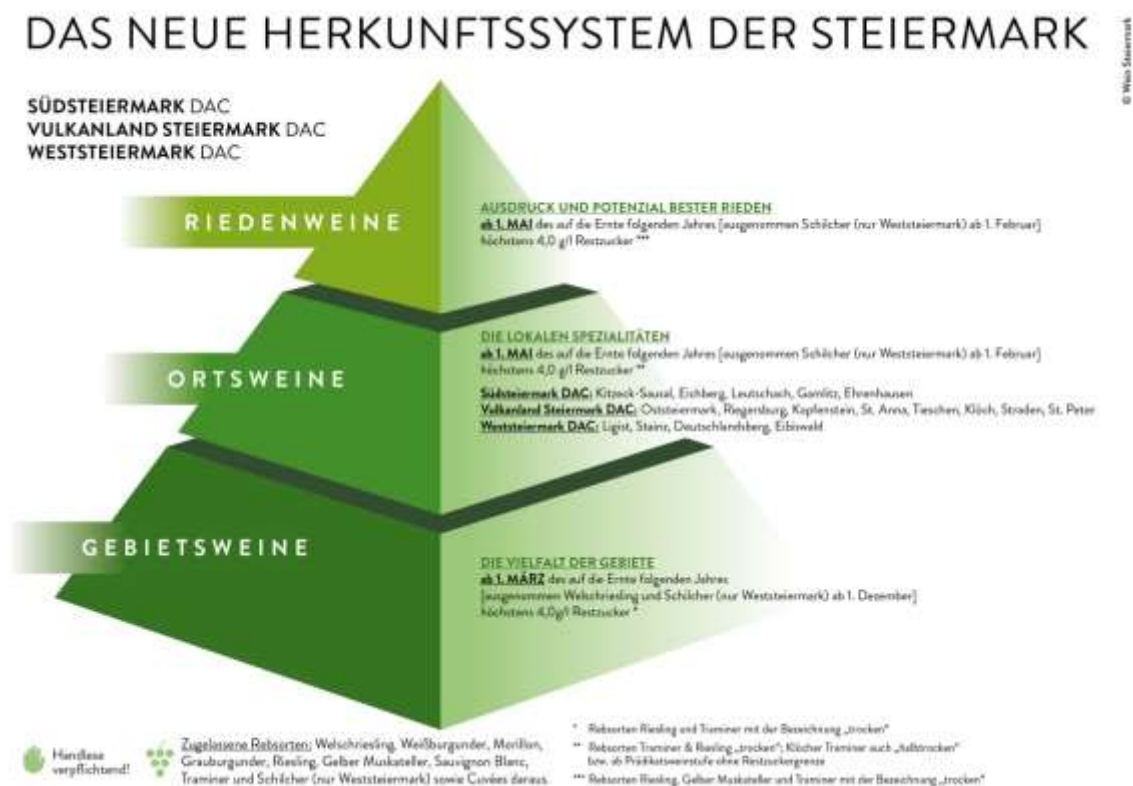 DAS NEUE HERKUNFTSSYSTEM DER STEIERMARK
© Wein Steiermark
SÜDSTEIERMARK DAC
VULKANLAND STEIERMARK DAC
WESTSTEIERMARK DAC
RIEDENWEINE
AUSDRUCK UND POTENZIAL BESTER RIEDEN
ab 1. MAI des auf die Ernte folgenden Jahres [ausgenommen Schilcher (nur Weststeiermark) ab 1. Februar]
höchstens 4,0 g/l Restzucker ***
ORTSWEINE
DIE LOKALEN SPEZIALITÄTEN
ab 1. MAI des auf die Ernte folgenden Jahres [ausgenommen Schilcher (nur Weststeiermark) ab 1. Februar]
höchstens 4,0 g/l Restzucker **
Südsteiermark DAC: Kitzeck-Sausal, Eichberg, Leutschach, Gamlitz, Ehrenhausen
Vulkanland Steiermark DAC: Oststeiermark, Riegersburg, Kapfenstein, St. Anna, Tieschen, Klöch, Straden, St. Peter
Weststeiermark DAC: Ligist, Stainz, Deutschlandsberg, Eibiswald
GEBIETSWEINE
DIE VIELFALT DER GEBIETE
ab 1. MÄRZ des auf die Ernte folgenden Jahres
[ausgenommen Welschriesling und Schilcher (nur Weststeiermark) ab 1. Dezember]
höchstens 4,0g/l Restzucker *
Handlese
verpflichtend!
Zugelassene Rebsorten: Welschriesling, Weißburgunder, Morillon,
Grauburgunder, Riesling, Gelber Muskateller, Sauvignon Blanc,
Traminer und Schilcher (nur Weststeiermark) sowie Cuvées daraus.
* Rebsorten Riesling und Traminer mit der Bezeichnung „trocken"
** Rebsorten Traminer & Riesling „trocken"; Klöcher Traminer auch „halbtrocken"
bzw. ab Prädikatsweinstufe ohne Restzuckergrenze
*** Rebsorten Riesling, Gelber Muskateller und Traminer mit der Bezeichnung „trocken"